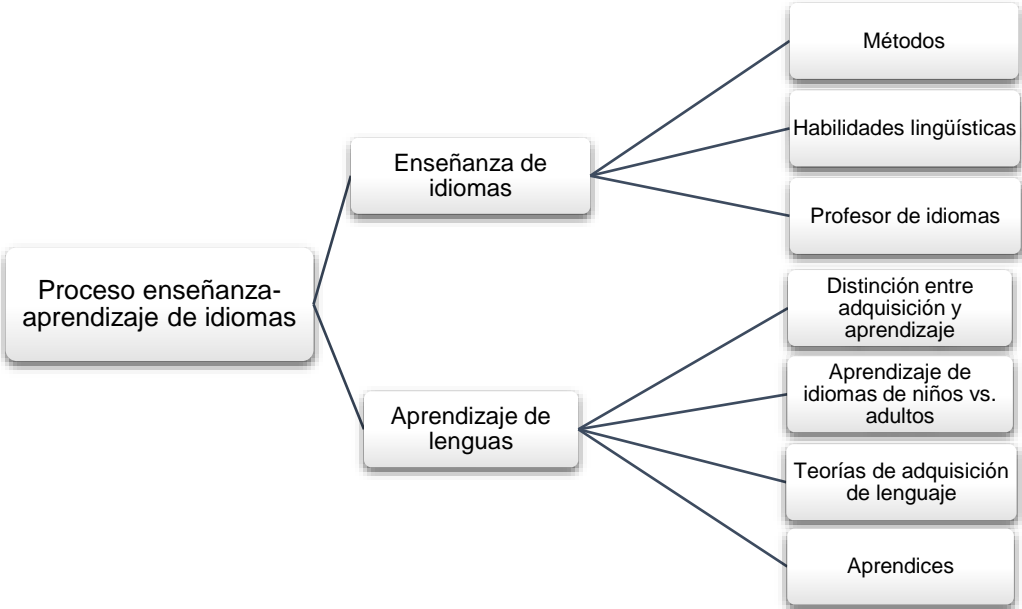 Proceso enseñanza-
aprendizaje de idiomas
Enseñanza de
idiomas
Métodos
Habilidades lingüísticas
Profesor de idiomas
Aprendizaje de
lenguas
Distinción entre
adquisición y
aprendizaje
Aprendizaje de
idiomas de niños vs.
adultos
Teorías de adquisición
de lenguaje
Aprendices